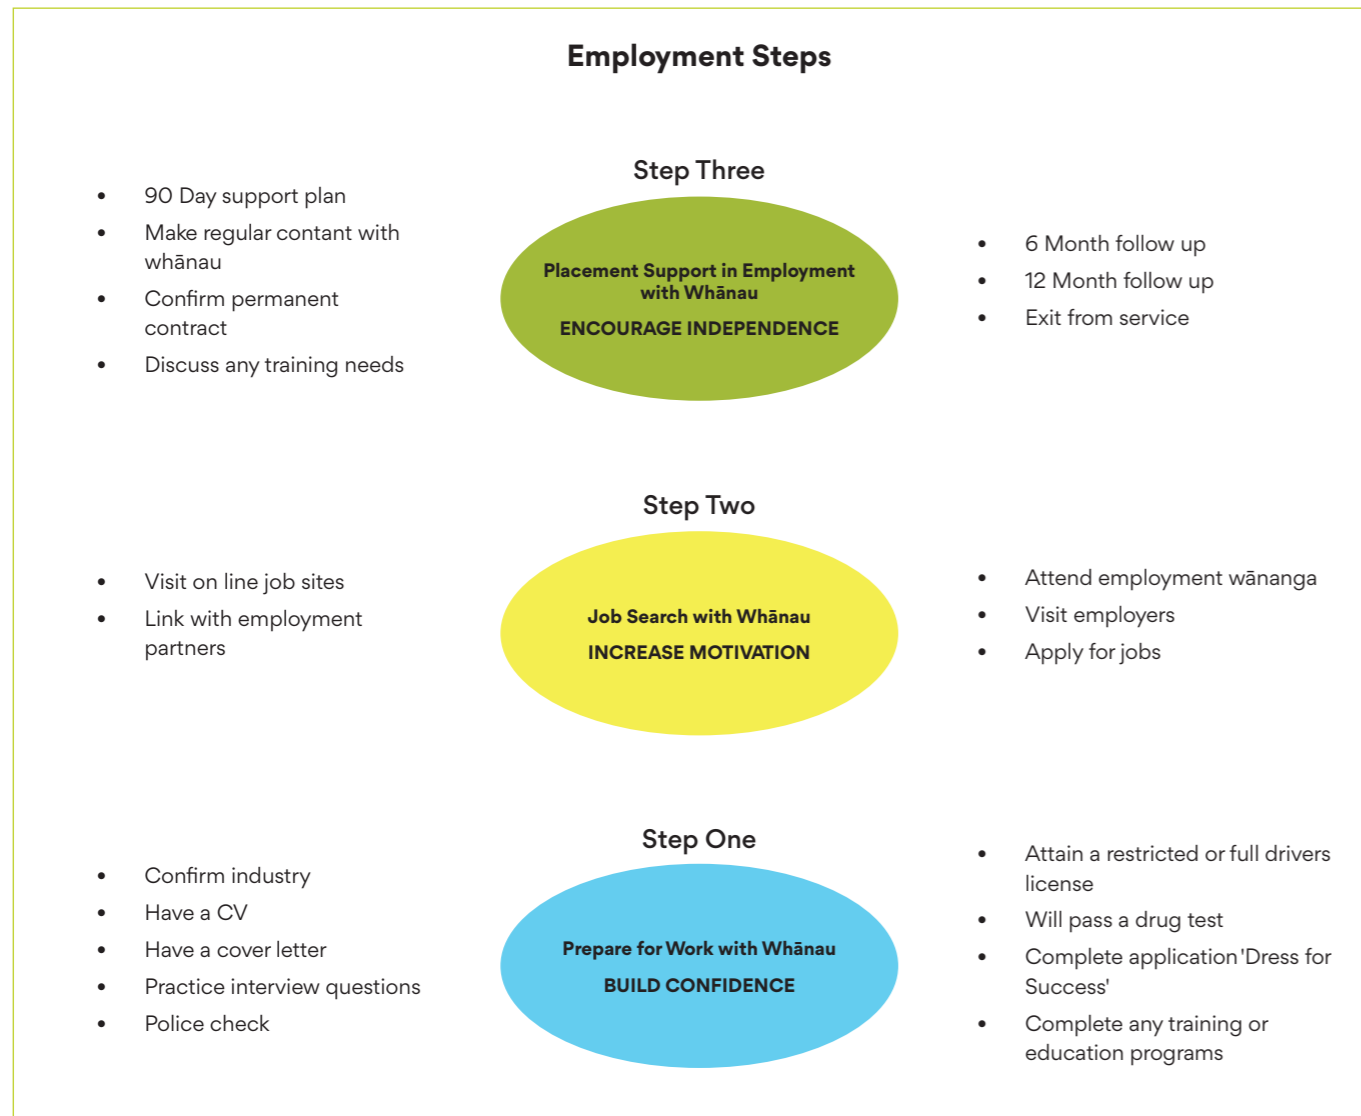 Employment Steps
Step Three
• 90 Day support plan
• Make regular contant with
whānau
• Confirm permanent
contract
• Discuss any training needs
Placement Support in Employment
with Whānau
ENCOURAGE INDEPENDENCE
• 6 Month follow up
• 12 Month follow up
• Exit from service
Step Two
• Visit on line job sites
• Link with employment
partners
Job Search with Whānau
INCREASE MOTIVATION
• Attend employment wānanga
• Visit employers
• Apply for jobs
Step One
• Confirm industry
• Have a CV
• Have a cover letter
• Practice interview questions
• Police check
Prepare for Work with Whānau
BUILD CONFIDENCE
• Attain a restricted or full drivers
license
• Will pass a drug test
• Complete application 'Dress for
Success'
• Complete any training or
education programs